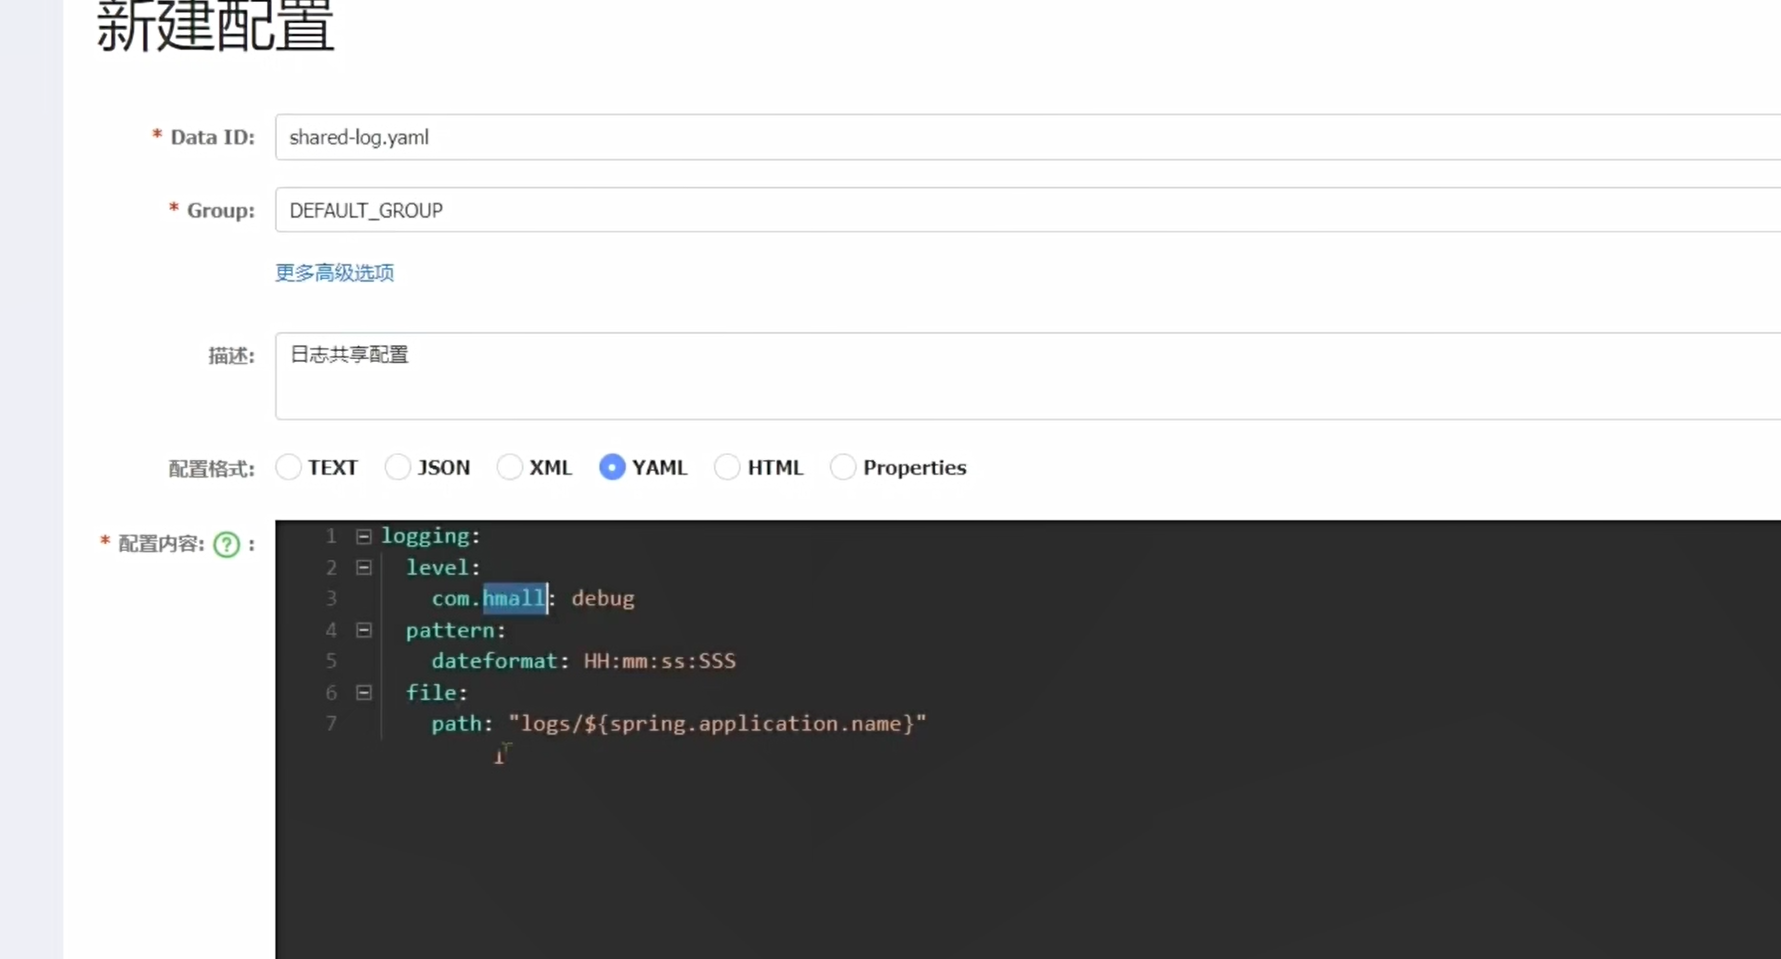 新建配置
* Data ID: shared-log.yaml
* Group: DEFAULT_GROUP
更多高级选项
描述: 日志共享配置
配置格式: TEXT JSON XML YAML HTML Properties
* 配置内容: ? :
1 logging:
2 level:
3 com.hmall: debug
4 pattern:
5 dateformat: HH:mm:ss:SSS
6 file:
7 path: "logs/${spring.application.name}"